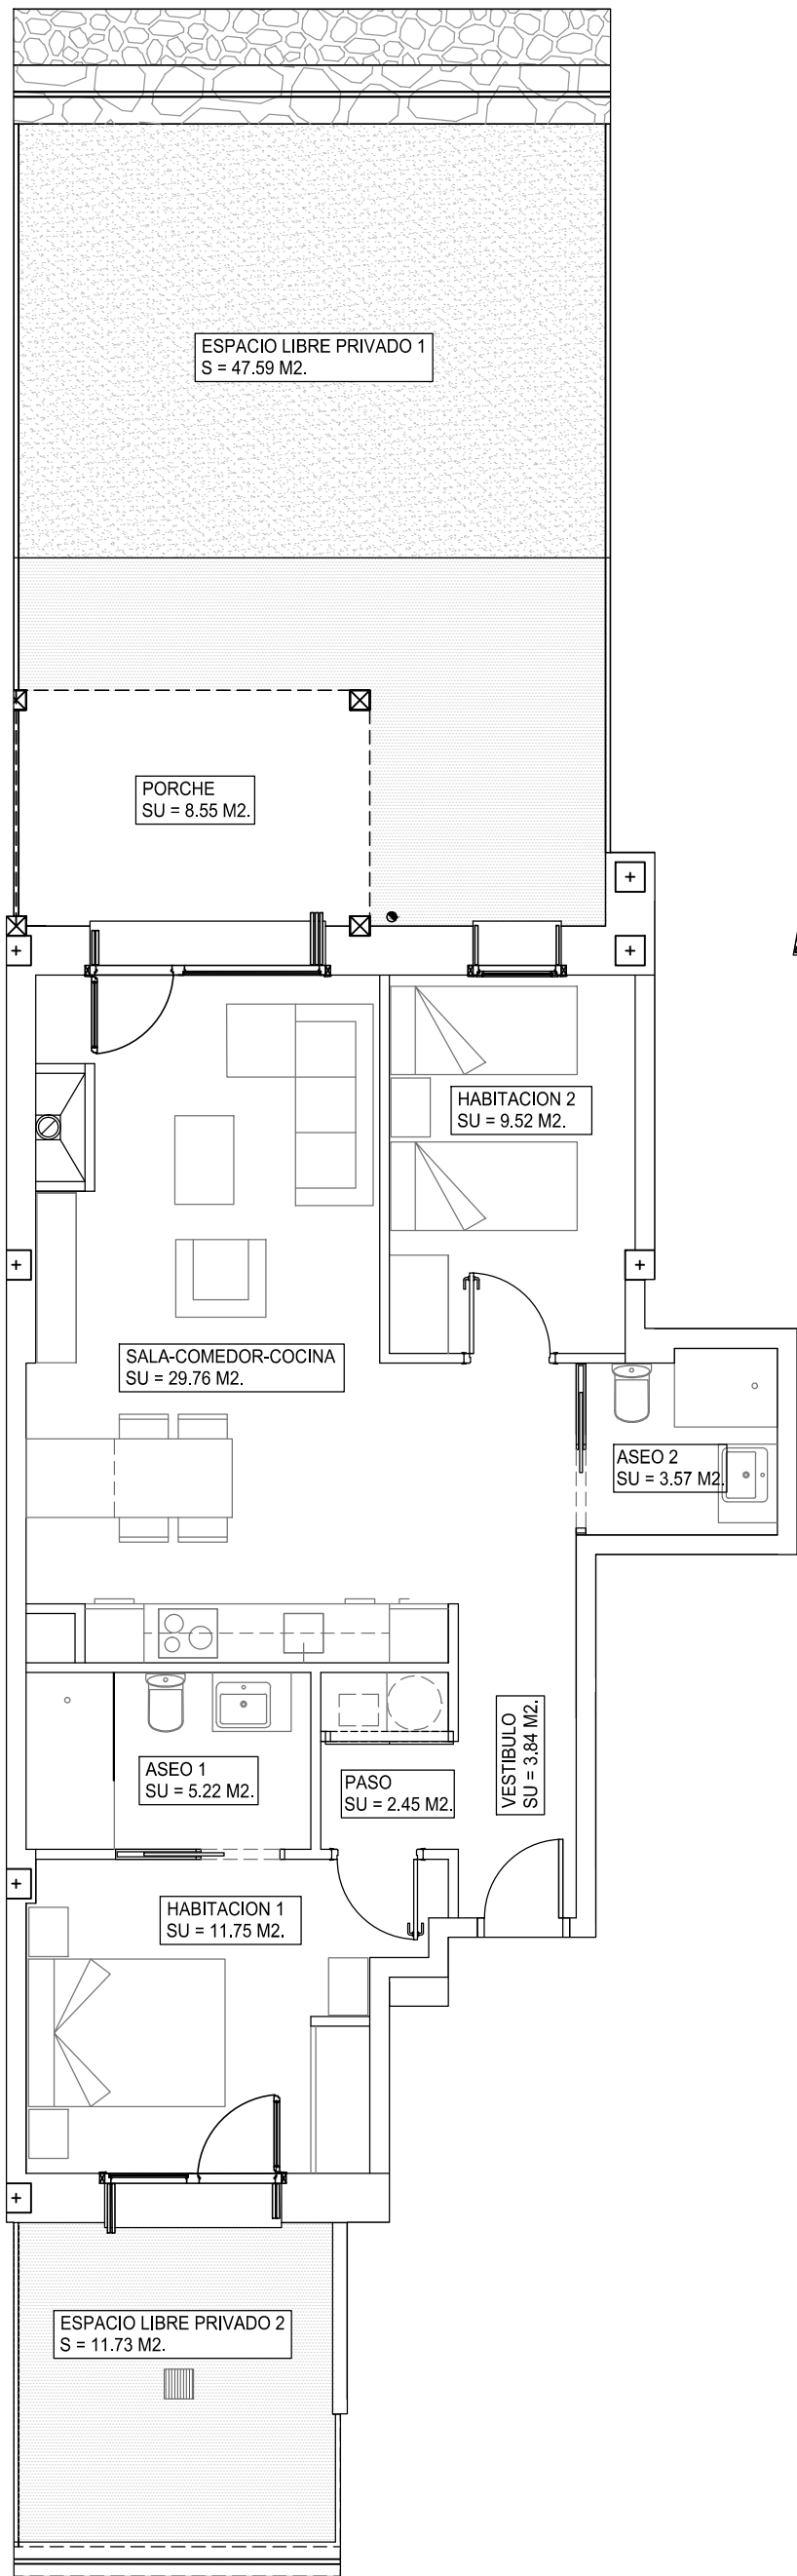 ESPACIO LIBRE PRIVADO 1
S = 47.59 M2.
PORCHE
SU = 8.55 M2.
HABITACION 2
SU = 9.52 M2.
SALA-COMEDOR-COCINA
SU = 29.76 M2.
ASEO 2
SU = 3.57 M2.
VESTIBULO
SU = 3.84 M2.
ASEO 1
SU = 5.22 M2.
PASO
SU = 2.45 M2.
HABITACION 1
SU = 11.75 M2.
ESPACIO LIBRE PRIVADO 2
S = 11.73 M2.